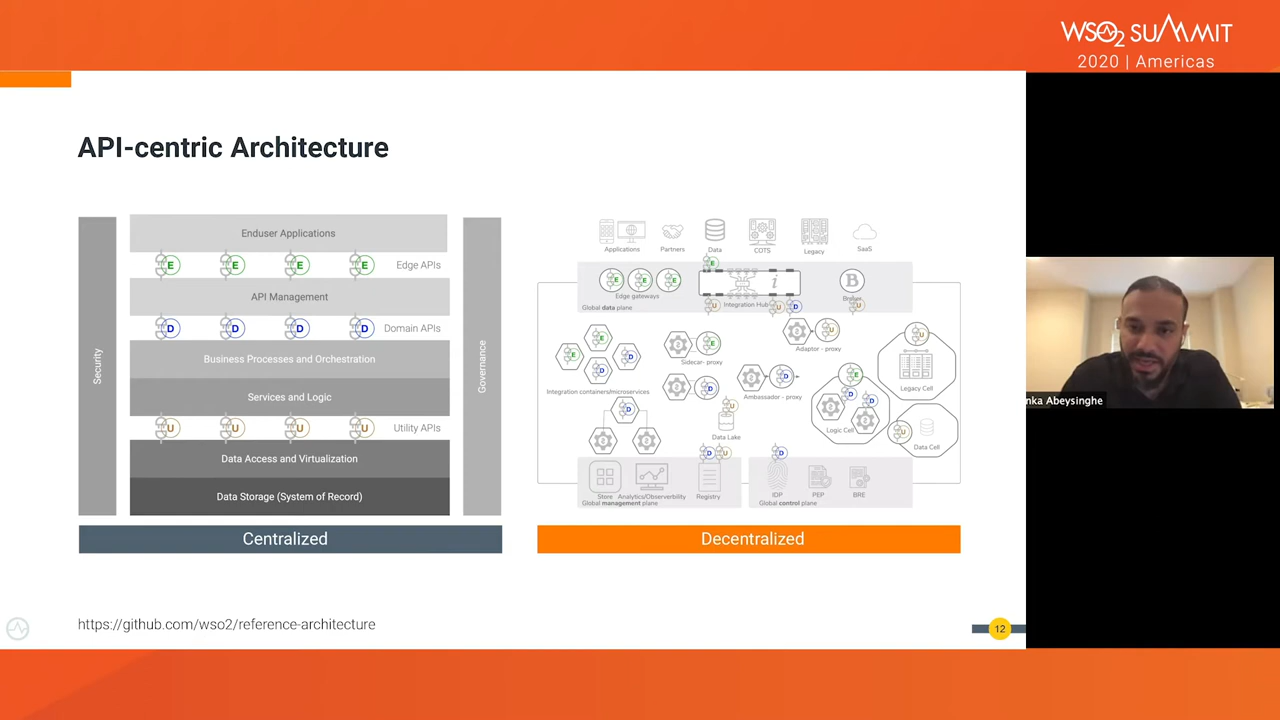 WSO2 SUMMIT
2020 | Americas
API-centric Architecture
Security
Enduser Applications
E E E E Edge APIs
API Management
D D D D Domain APIs
Business Processes and Orchestration
Services and Logic
U U U U Utility APIs
Data Access and Virtualization
Data Storage (System of Record)
Governance
Centralized
Applications
Partners
Data
COTS
Legacy
SaaS
E
E E E
Edge gateways
Global data plane
i
Integration Hub
B
U
U D
U
E
E
D
D
Integration containers/microservices
D
E
Sidecar- proxy
D
U
Adaptor - proxy
D
Ambassador - proxy
U
Data Lake
E
D
D
Logic Cell
U
Legacy Cell
U
Data Cell
D U
D
Store
Analytics/Observerbility
Registry
Global management plane
IDP
PEP
BRE
Global control plane
Decentralized
https://github.com/wso2/reference-architecture
12
nka Abeysinghe